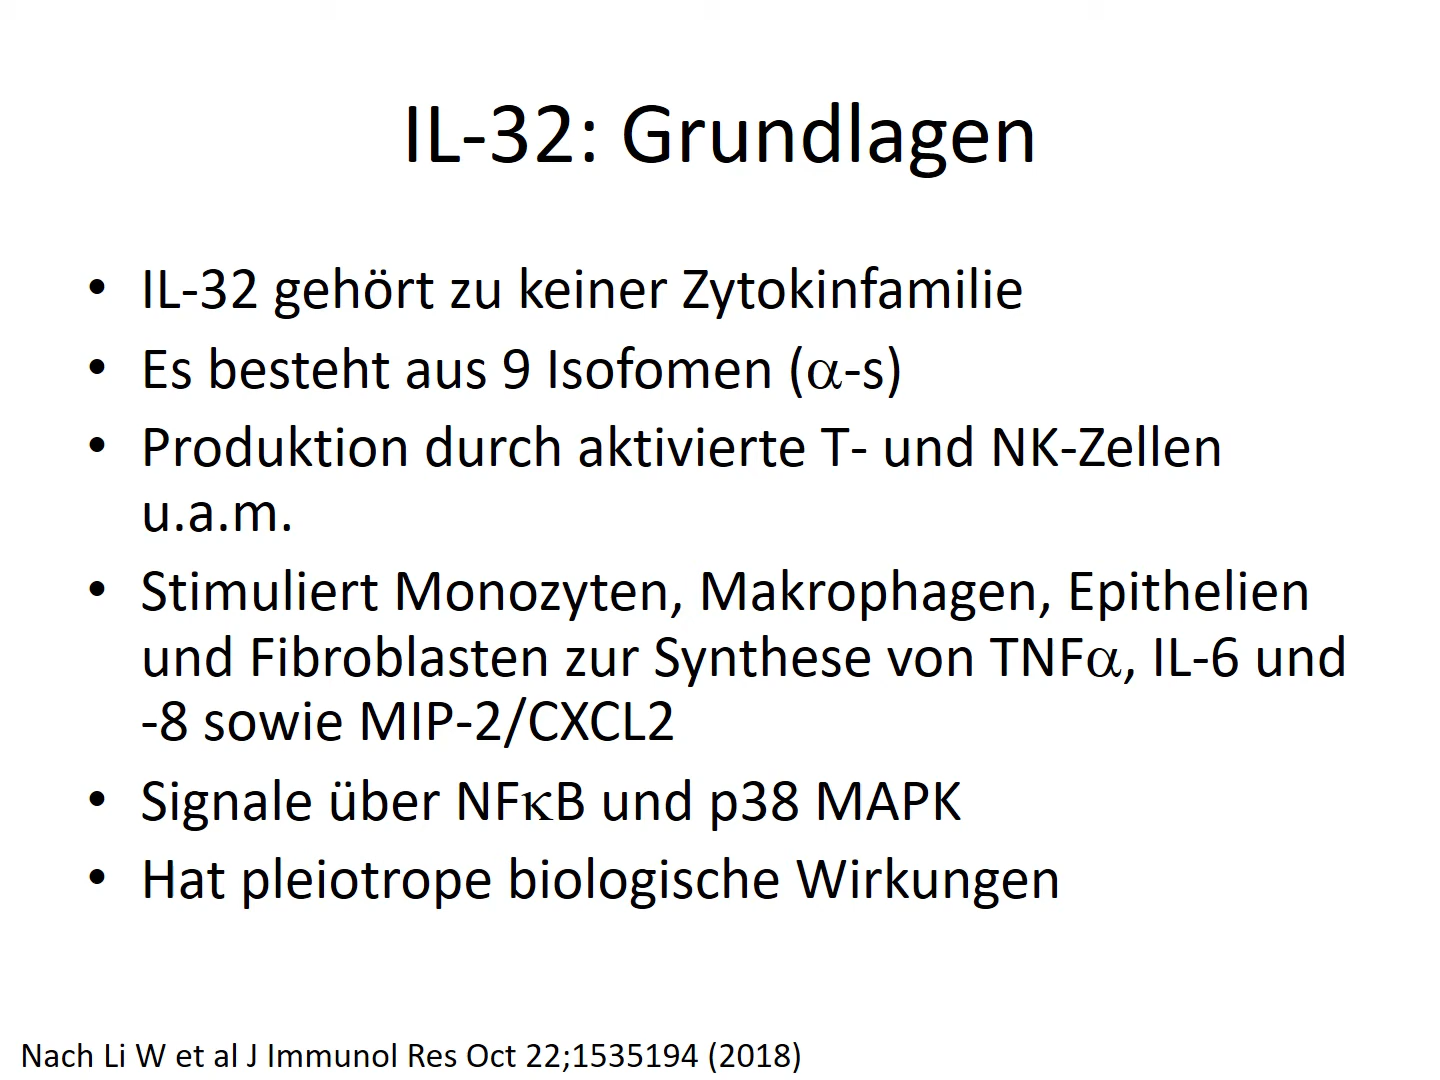 IL-32: Grundlagen
• IL-32 gehört zu keiner Zytokinfamilie
• Es besteht aus 9 Isofomen (α-s)
• Produktion durch aktivierte T- und NK-Zellen
u.a.m.
• Stimuliert Monozyten, Makrophagen, Epithelien
und Fibroblasten zur Synthese von TNFα, IL-6 und
-8 sowie MIP-2/CXCL2
• Signale über NFκB und p38 MAPK
• Hat pleiotrope biologische Wirkungen
Nach Li W et al J Immunol Res Oct 22;1535194 (2018)